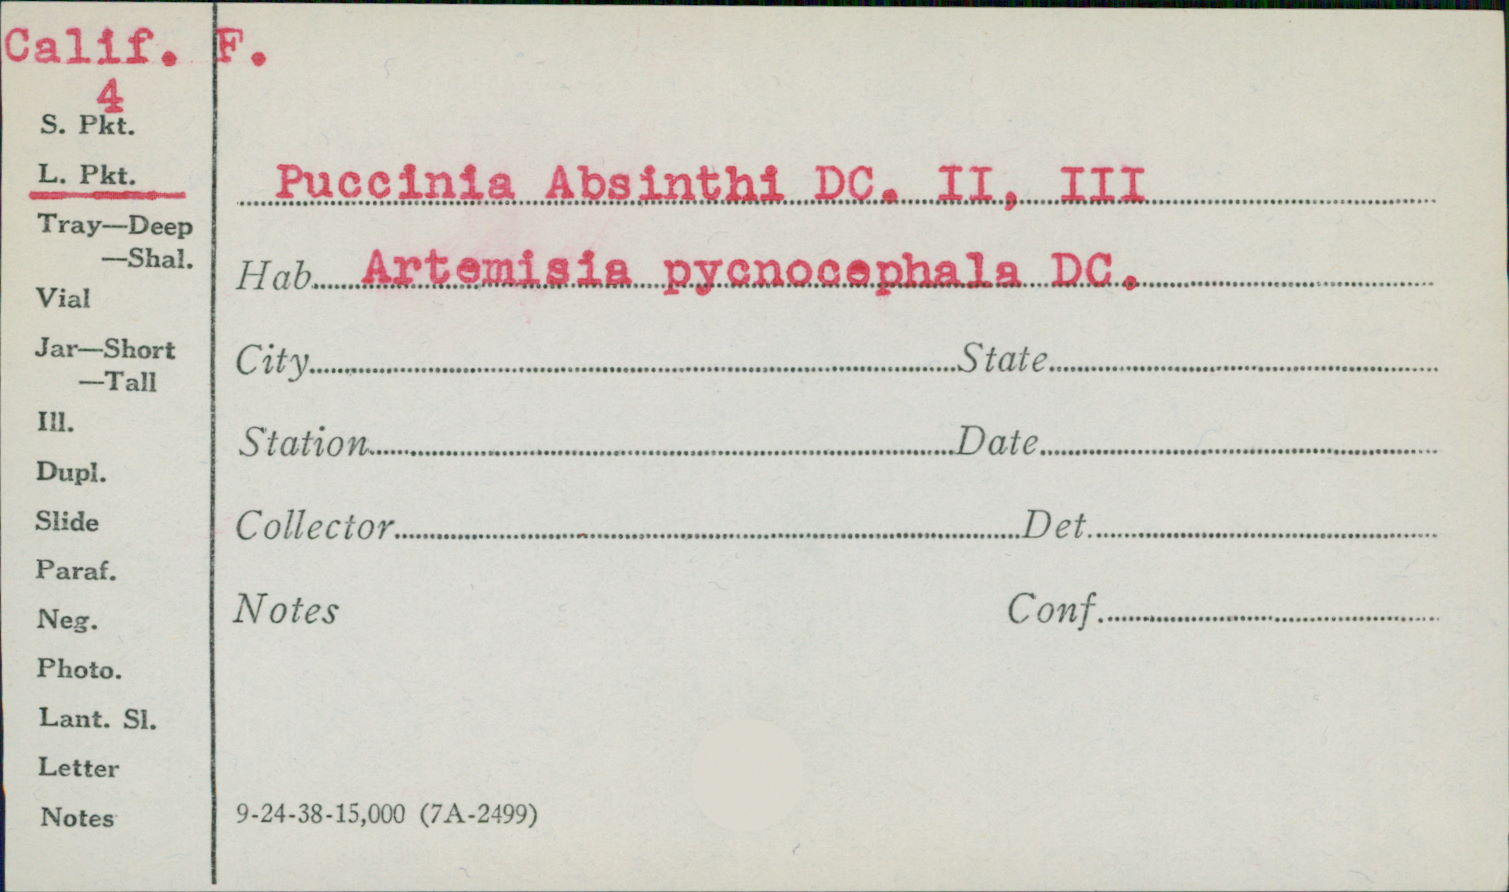 Calif. F.
4
S. Pkt.
L. Pkt.
Tray—Deep
—Shal.
Vial
Jar—Short
—Tall
Ill.
Dupl.
Slide
Paraf.
Neg.
Photo.
Lant. Sl.
Letter
Notes
Puccinia Absinthi DC. II, III
Hab. Artemisia pycnocephala DC.
City State
Station Date
Collector Det.
Notes Conf.
9-24-38-15,000 (7A-2499)